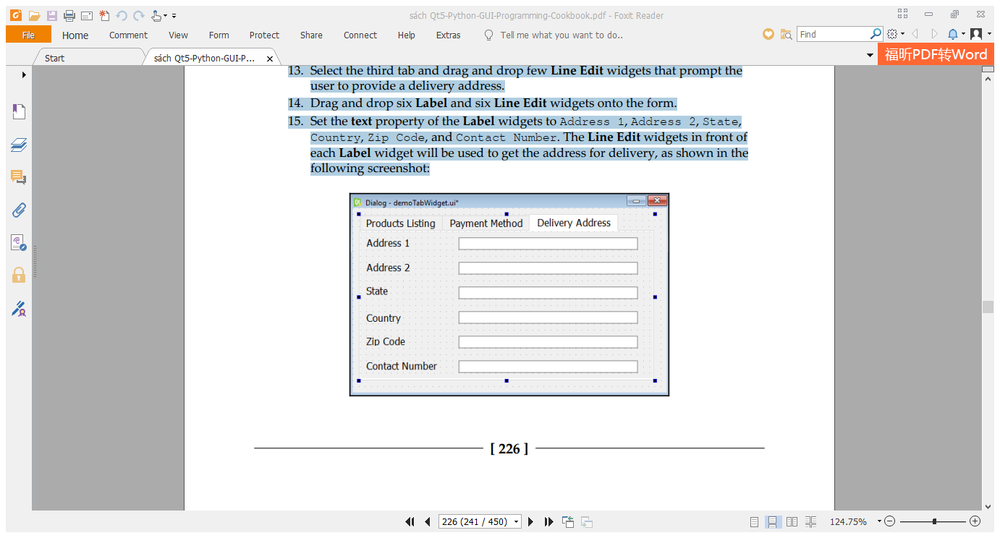 sách Qt5-Python-GUI-Programming-Cookbook.pdf - Foxit Reader
File Home Comment View Form Protect Share Connect Help Extras Tell me what you want to do.. Find
Start sách Qt5-Python-GUI-P... 福昕PDF转Word
13. Select the third tab and drag and drop few Line Edit widgets that prompt the
user to provide a delivery address.
14. Drag and drop six Label and six Line Edit widgets onto the form.
15. Set the text property of the Label widgets to Address 1, Address 2, State,
Country, Zip Code, and Contact Number. The Line Edit widgets in front of
each Label widget will be used to get the address for delivery, as shown in the
following screenshot:
Dialog - demoTabWidget.ui*
Products Listing Payment Method Delivery Address
Address 1
Address 2
State
Country
Zip Code
Contact Number
[ 226 ]
226 (241 / 450) 124.75%